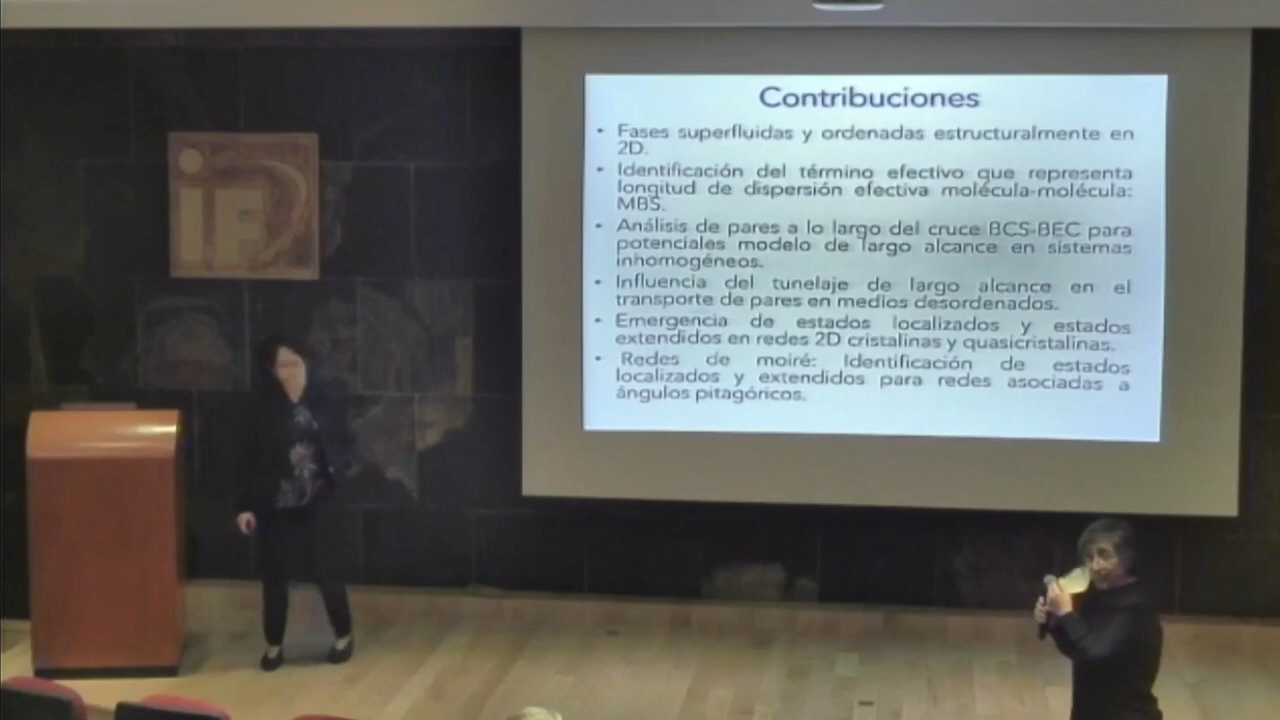 iF
Contribuciones
• Fases superfluidas y ordenadas estructuralmente en
2D.
• Identificación del término efectivo que representa
longitud de dispersión efectiva molécula-molécula:
MBS.
• Análisis de pares a lo largo del cruce BCS-BEC para
potenciales modelo de largo alcance en sistemas
inhomogéneos.
• Influencia del tunelaje de largo alcance en el
transporte de pares en medios desordenados.
• Emergencia de estados localizados y estados
extendidos en redes 2D cristalinas y quasicristalinas.
• Redes de moiré: Identificación de estados
localizados y extendidos para redes asociadas a
ángulos pitagóricos.